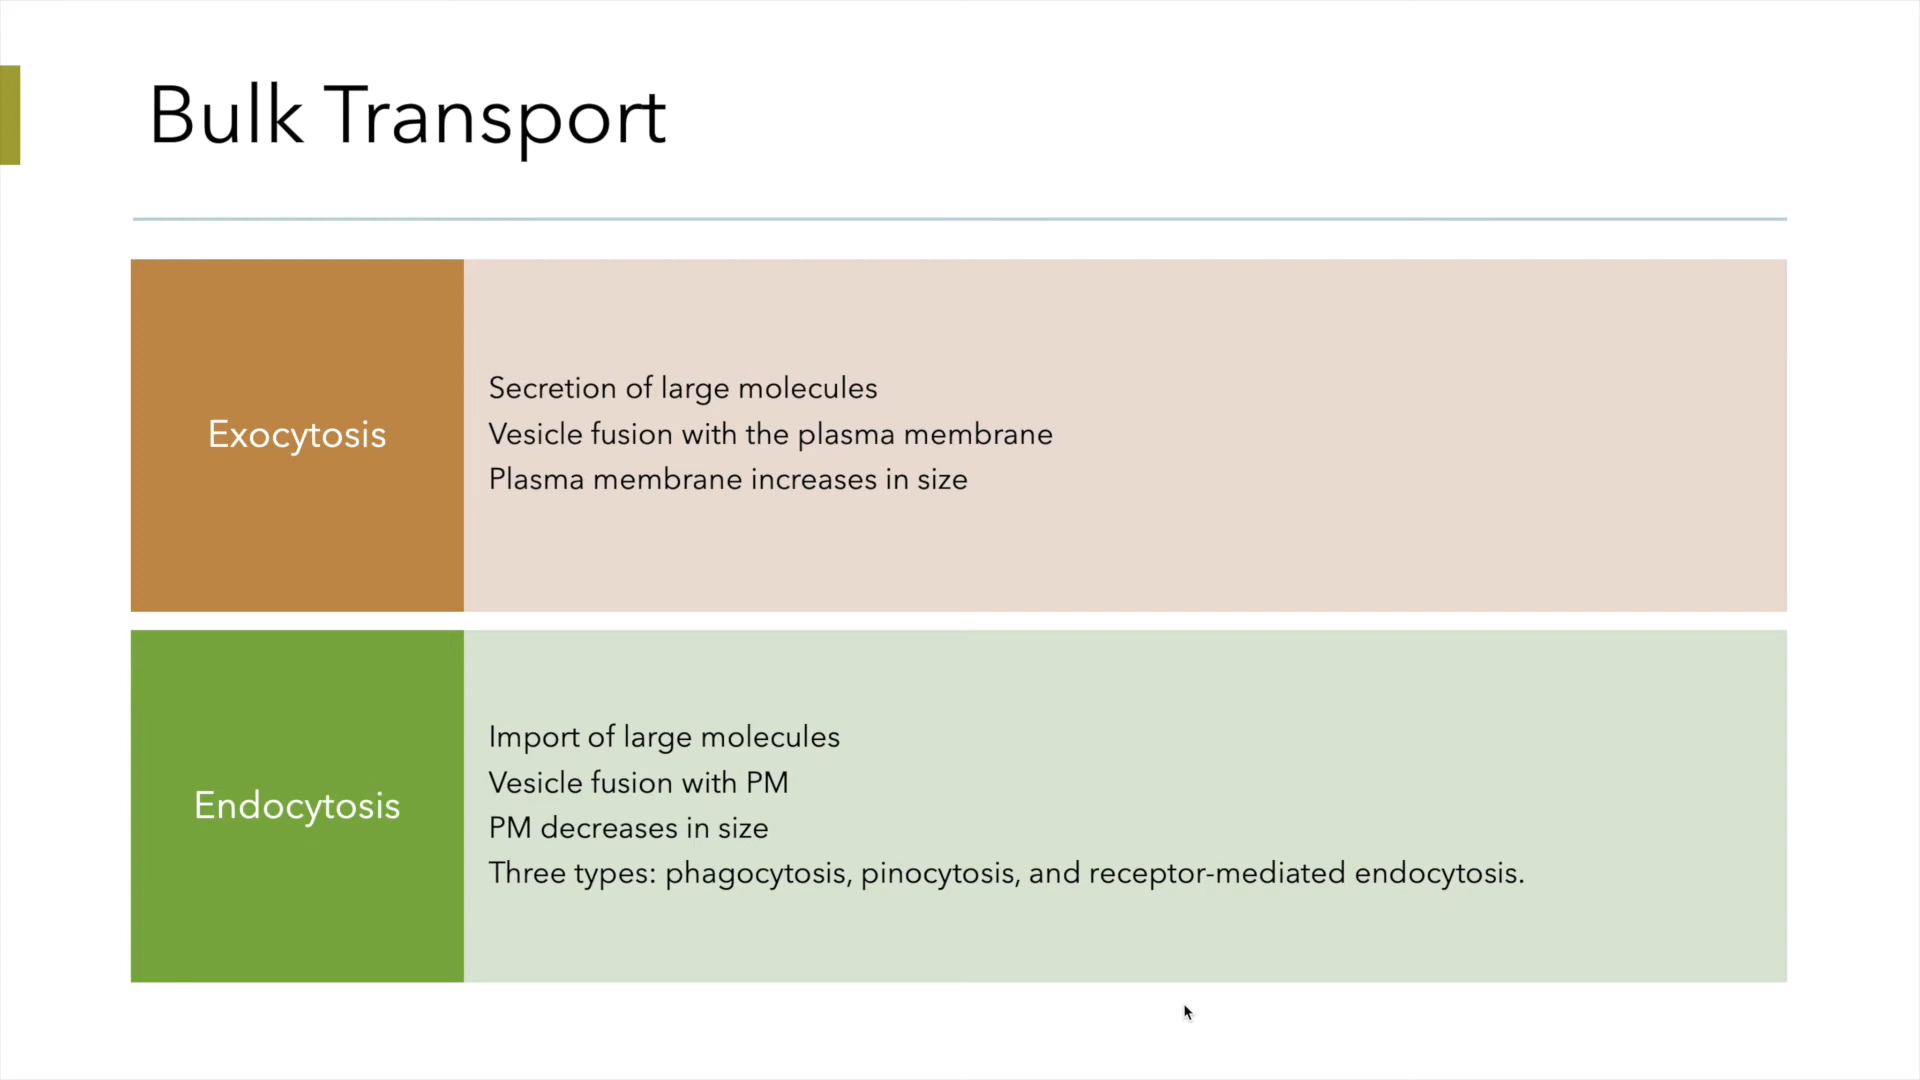 Bulk Transport
Exocytosis
Secretion of large molecules
Vesicle fusion with the plasma membrane
Plasma membrane increases in size
Endocytosis
Import of large molecules
Vesicle fusion with PM
PM decreases in size
Three types: phagocytosis, pinocytosis, and receptor-mediated endocytosis.